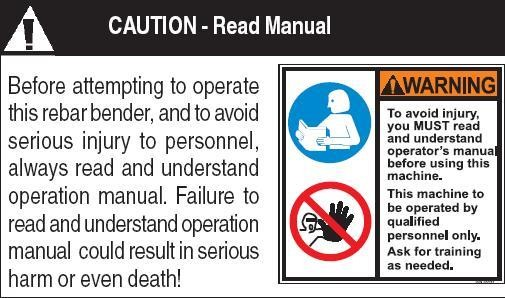 CAUTION - Read Manual
Before attempting to operate
this rebar bender, and to avoid
serious injury to personnel,
always read and understand
operation manual. Failure to
read and understand operation
manual could result in serious
harm or even death!
WARNING
To avoid injury,
you MUST read
and understand
operator's manual
before using this
machine.
This machine to
be operated by
qualified
personnel only.
Ask for training
as needed.